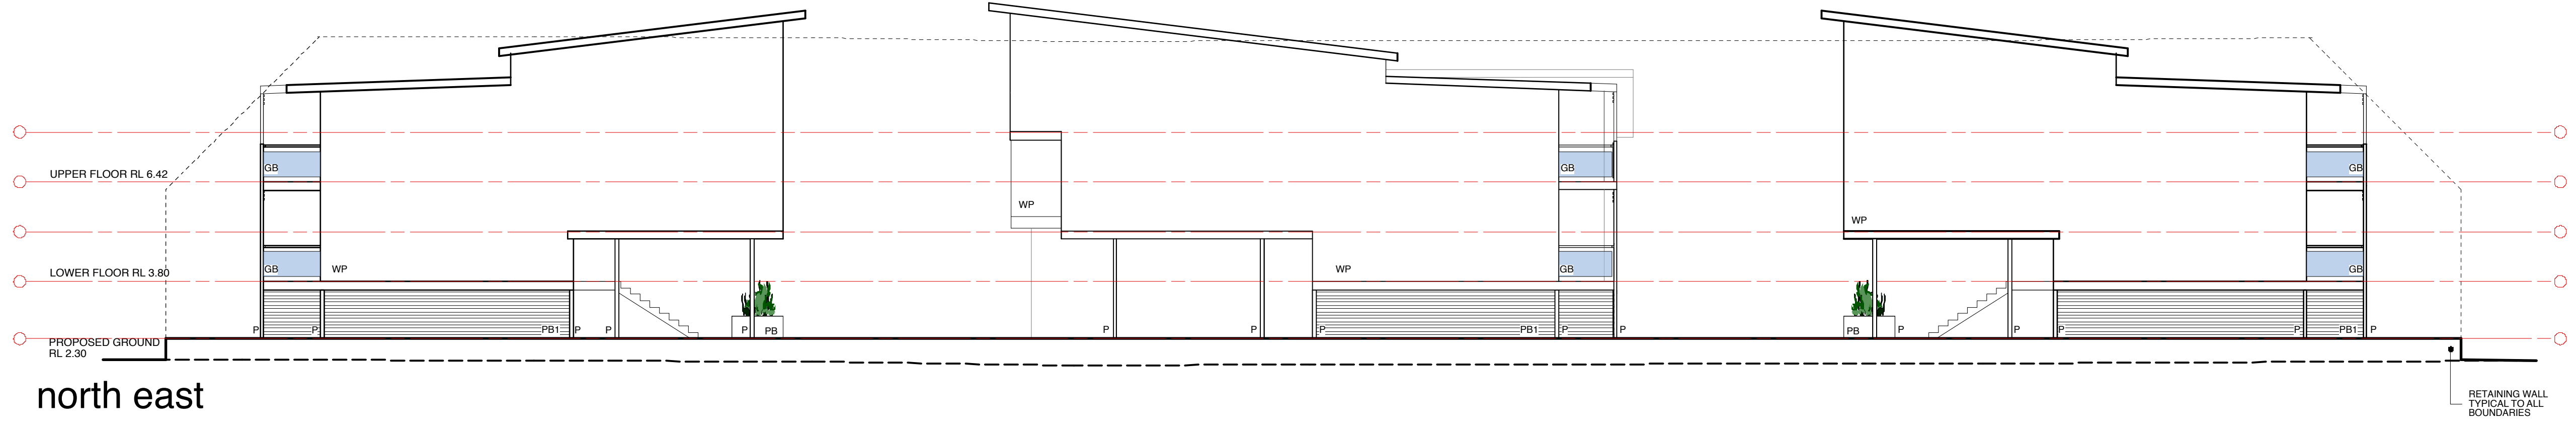 GB GB GB
UPPER FLOOR RL 6.42
WP
WP
LOWER FLOOR RL 3.80
GB WP WP GB GB
P P PB1 P P P PB P P P PB1 P P PB P P P P PB1 P
PROPOSED GROUND
RL 2.30
north east
RETAINING WALL
TYPICAL TO ALL
BOUNDARIES